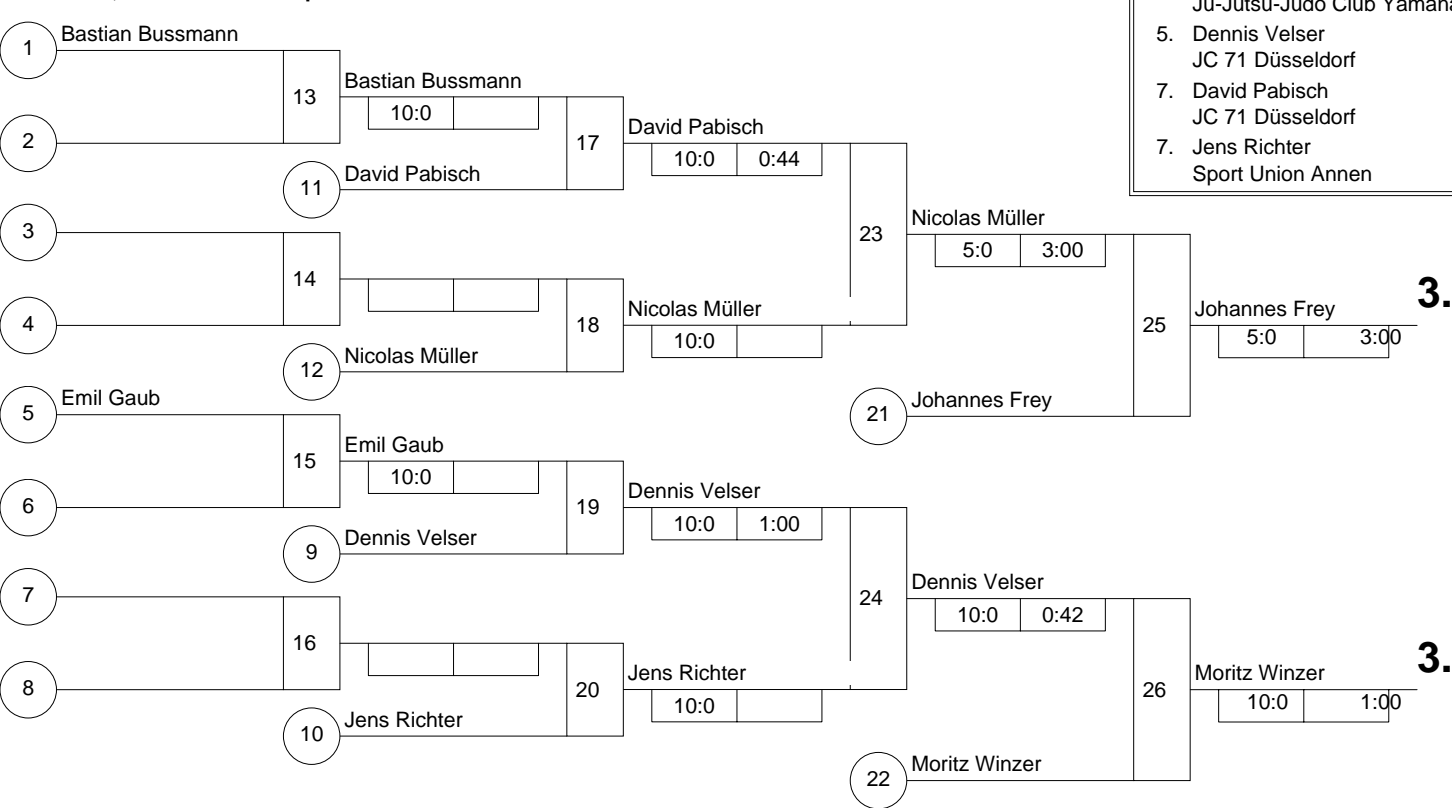 Ju-Jutsu-Judo Club
5. Dennis Velser
JC 71 Düsseldorf
7. David Pabisch
JC 71 Düsseldorf
7. Jens Richter
Sport Union Annen
1 Bastian Bussmann
13
Bastian Bussmann
10:0
2
17
David Pabisch
10:0 0:44
11 David Pabisch
3
14
4
23
Nicolas Müller
5:0 3:00
18
Nicolas Müller
10:0
12 Nicolas Müller
25
Johannes Frey
5:0 3:00
3.
21 Johannes Frey
5 Emil Gaub
15
Emil Gaub
10:0
6
19
Dennis Velser
10:0 1:00
9 Dennis Velser
7
16
8
24
Dennis Velser
10:0 0:42
20
Jens Richter
10:0
10 Jens Richter
26
Moritz Winzer
10:0 1:00
3.
22 Moritz Winzer